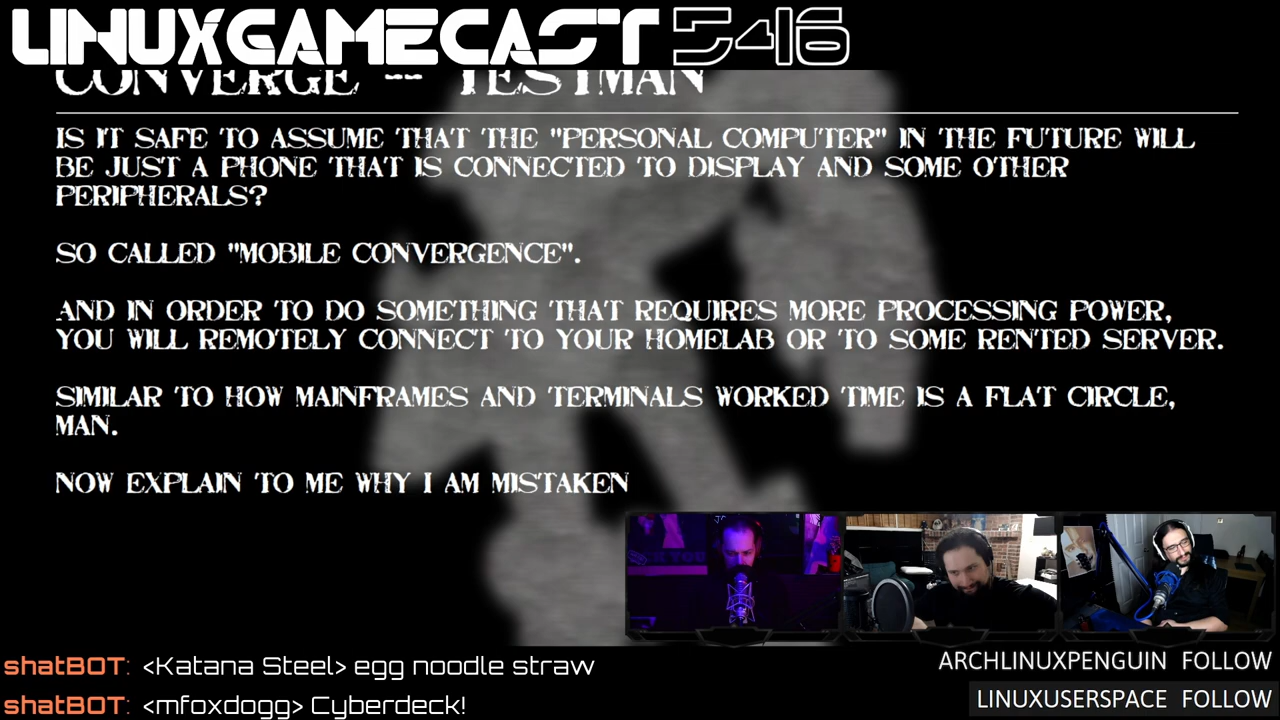 LINUXGAMECAST 546
CONVERGE -- TESTMAN
IS IT SAFE TO ASSUME THAT THE "PERSONAL COMPUTER" IN THE FUTURE WILL
BE JUST A PHONE THAT IS CONNECTED TO DISPLAY AND SOME OTHER
PERIPHERALS?
SO CALLED "MOBILE CONVERGENCE".
AND IN ORDER TO DO SOMETHING THAT REQUIRES MORE PROCESSING POWER,
YOU WILL REMOTELY CONNECT TO YOUR HOMELAB OR TO SOME RENTED SERVER.
SIMILAR TO HOW MAINFRAMES AND TERMINALS WORKED TIME IS A FLAT CIRCLE,
MAN.
NOW EXPLAIN TO ME WHY I AM MISTAKEN
shatBOT: <Katana Steel> egg noodle straw
shatBOT: <mfoxdogg> Cyberdeck!
ARCHLINUXPENGUIN FOLLOW
LINUXUSERSPACE FOLLOW